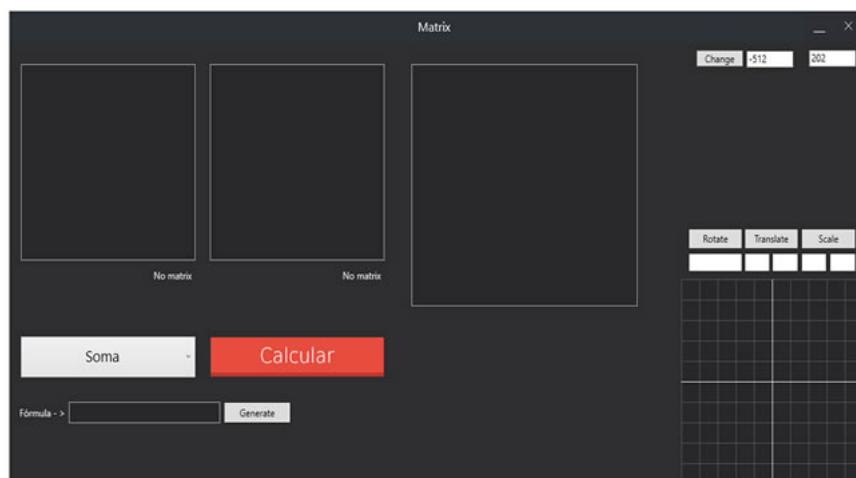 Matrix
Change -512 202
Rotate Translate Scale
No matrix No matrix
Soma Calcular
Fórmula - > Generate